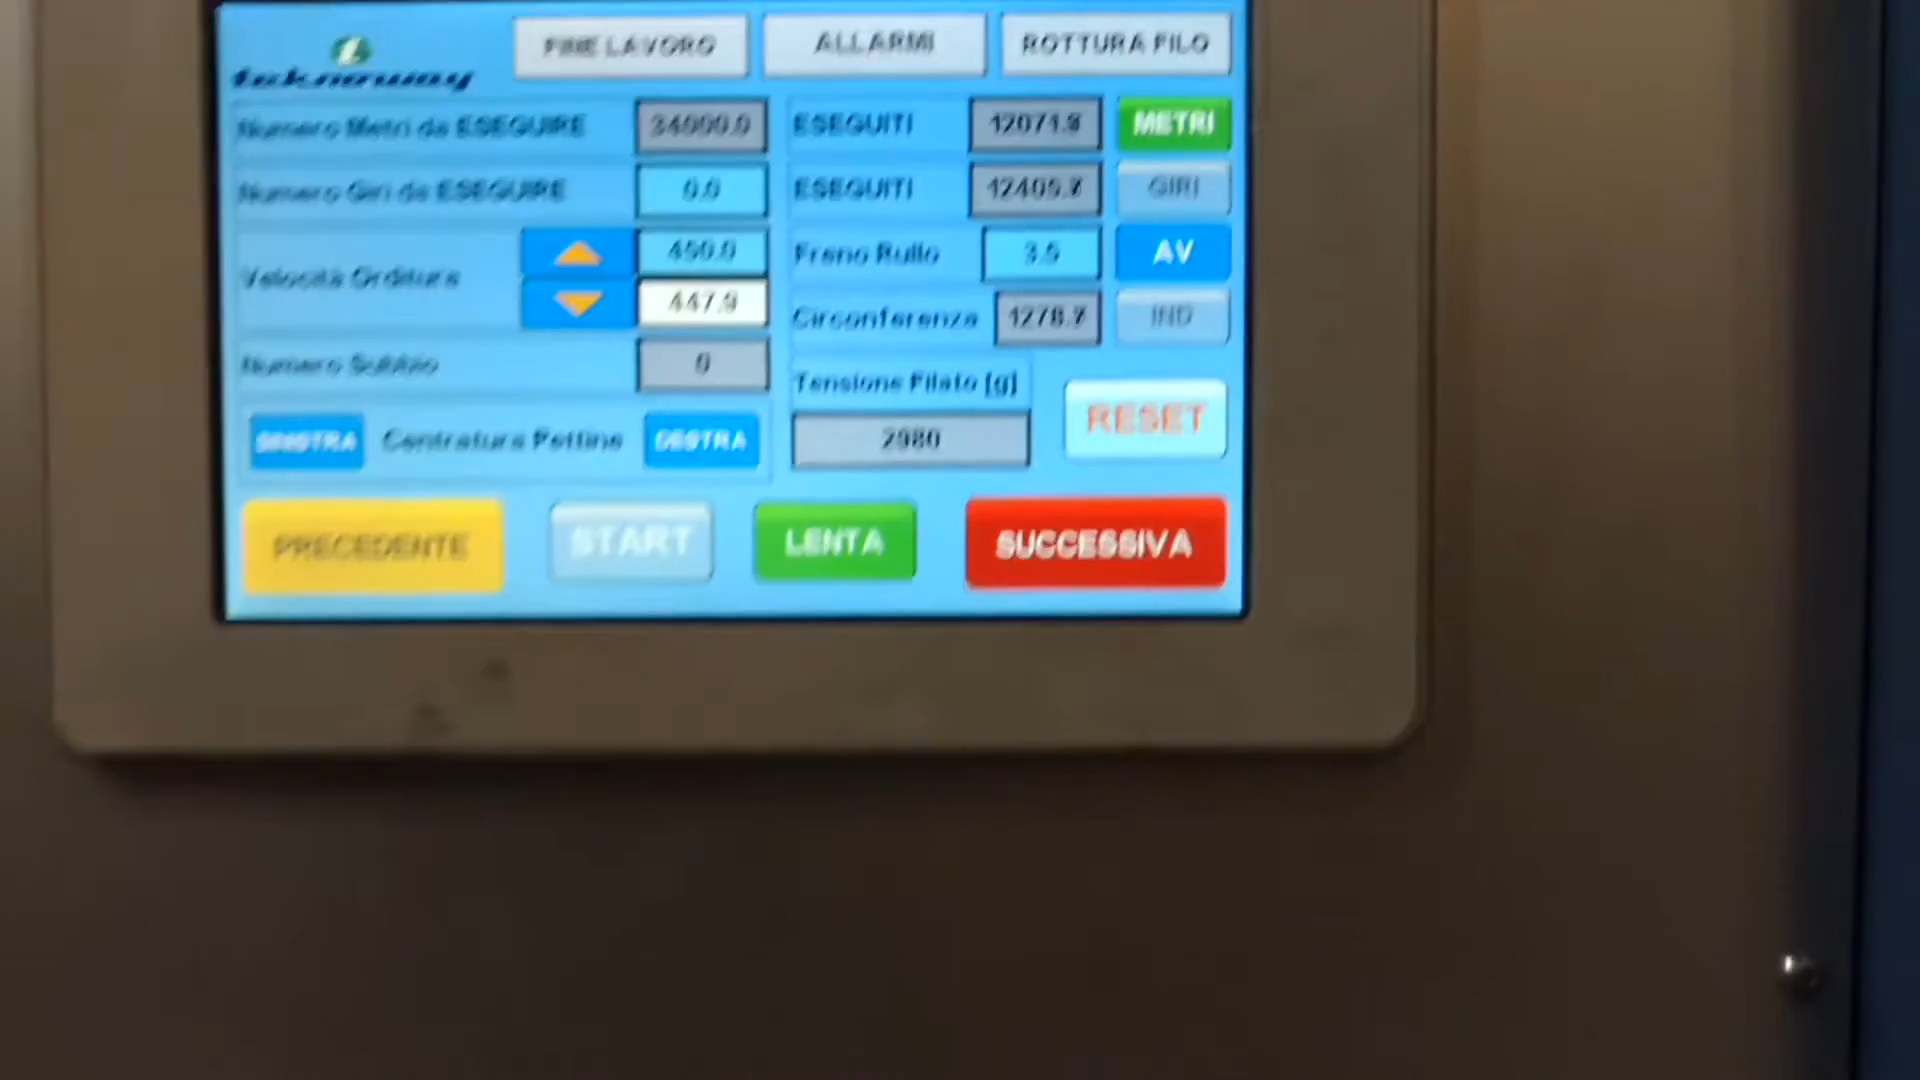 teknoway FINE LAVORO ALLARMI ROTTURA FILO
Numero Metri da ESEGUIRE 34000.0 ESEGUITI 12071.9 METRI
Numero Giri da ESEGUIRE 0.0 ESEGUITI 12405.7 GIRI
Velocità Orditura 450.0 Freno Rullo 3.5 AV
447.9 Circonferenza 1278.7 IND
Numero Subbio 0 Tensione Filato [g]
SINISTRA Centratura Pettine DESTRA 2980 RESET
PRECEDENTE START LENTA SUCCESSIVA